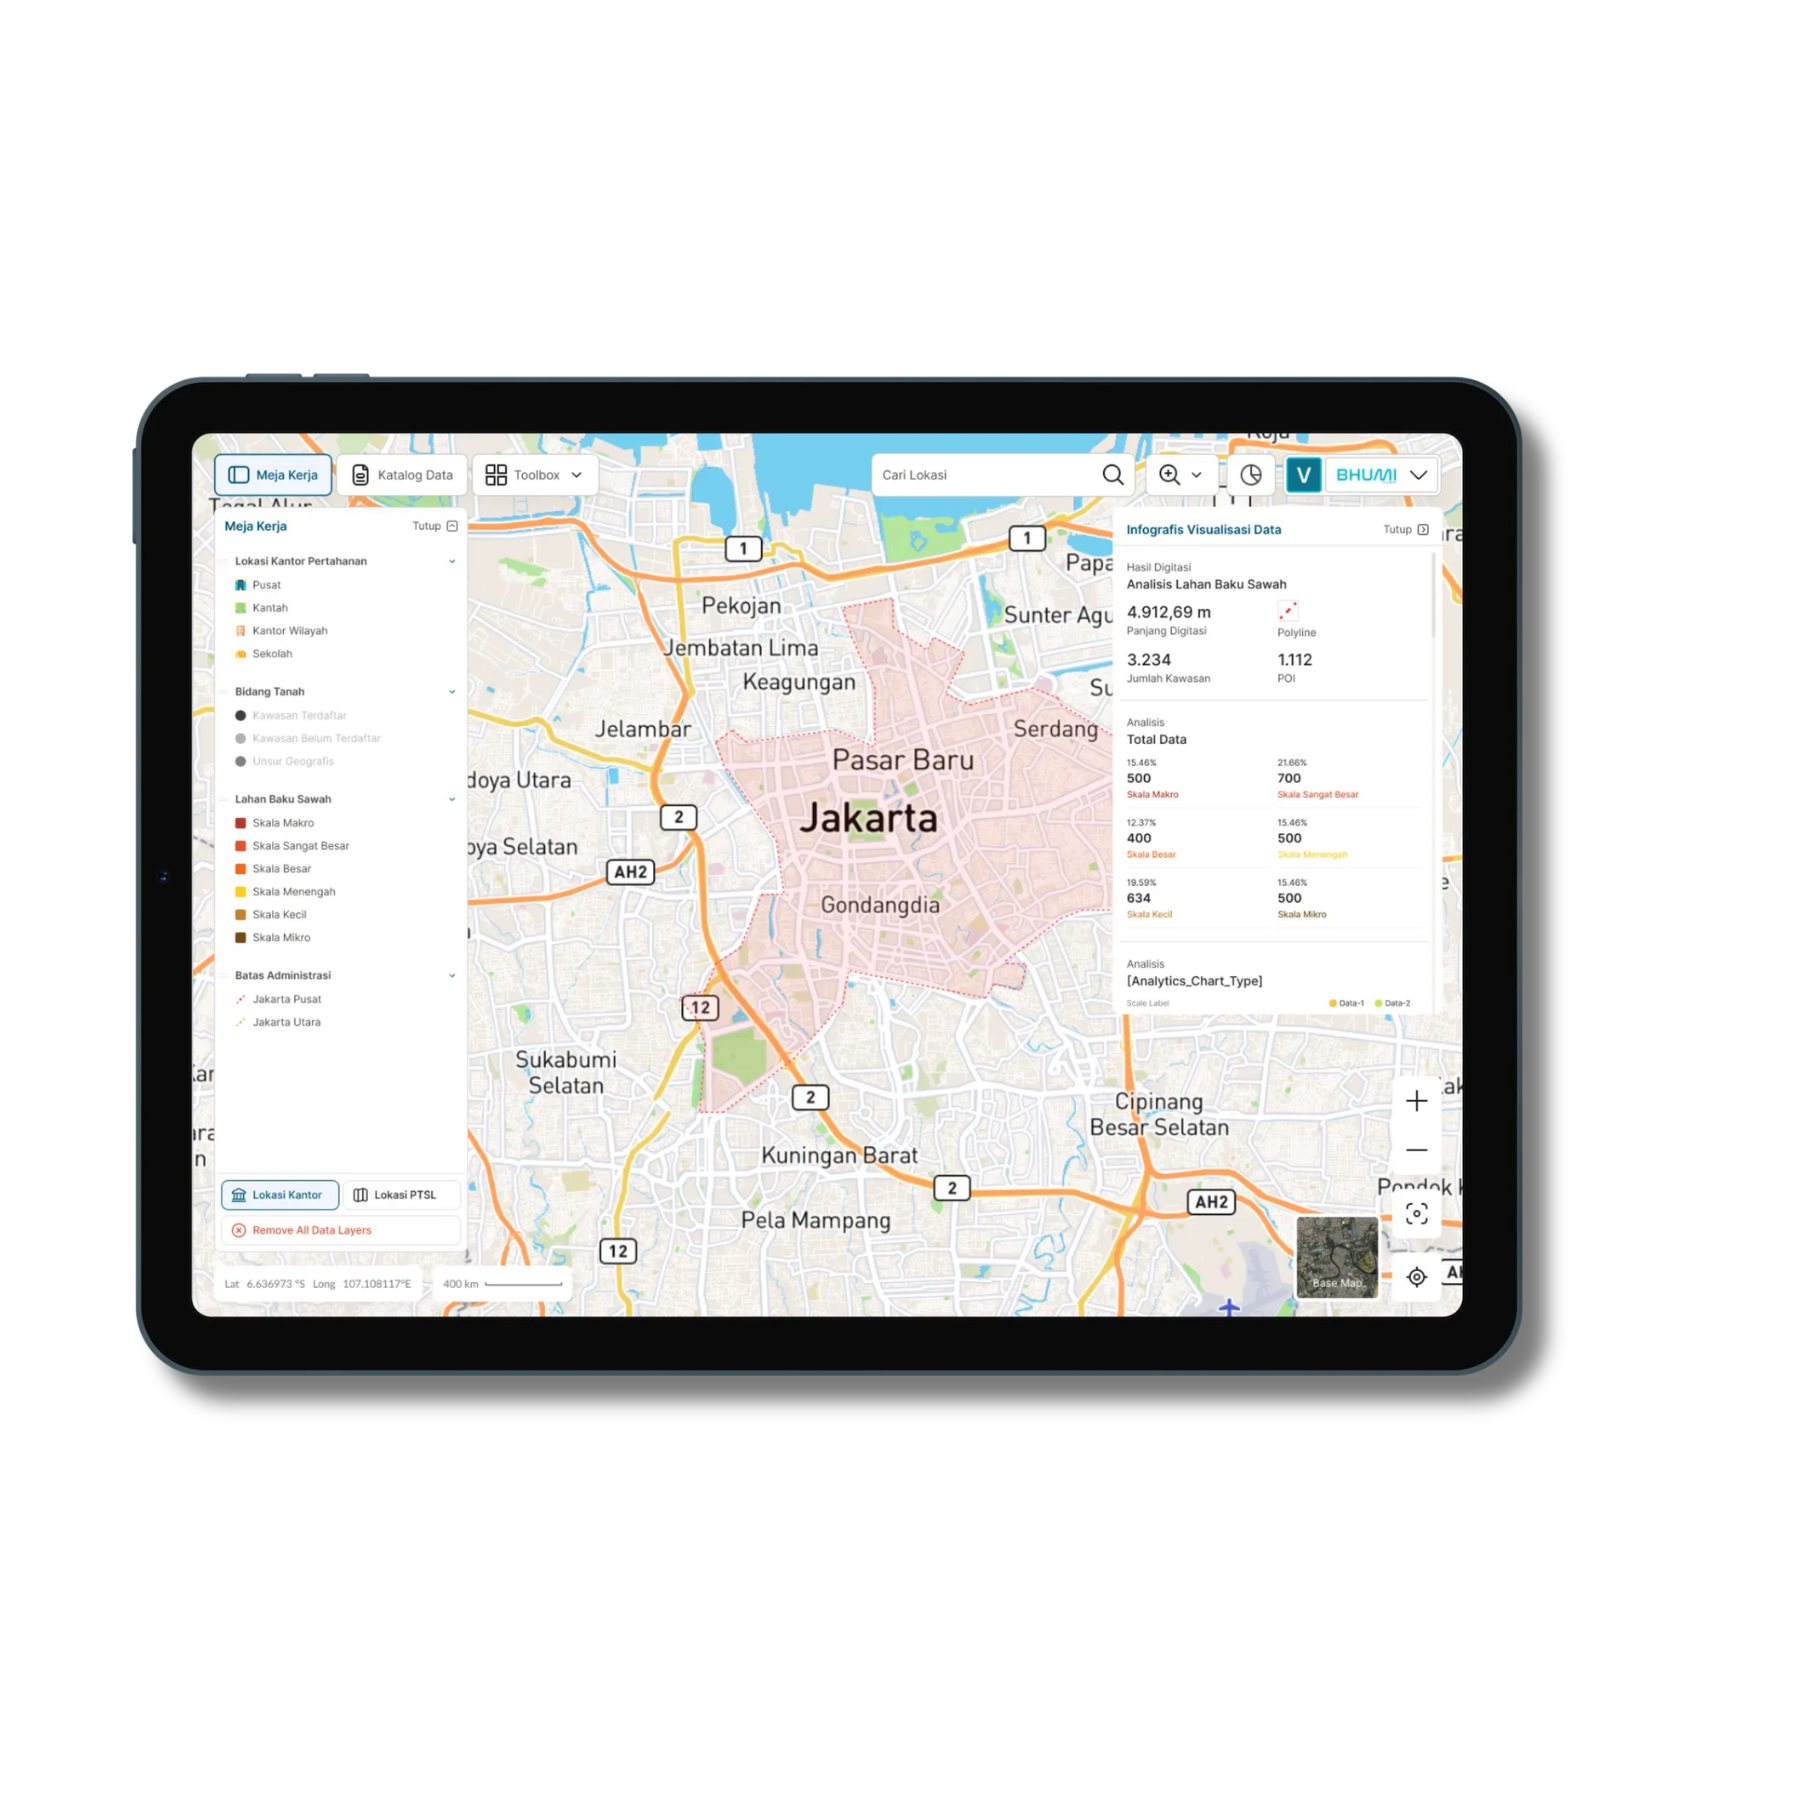 Meja Kerja
Katalog Data
Toolbox
Cari Lokasi
V
BHUMI
Meja Kerja
Tutup
Lokasi Kantor Pertahanan
Pusat
Kantah
Kantor Wilayah
Sekolah
Bidang Tanah
Kawasan Terdaftar
Kawasan Belum Terdaftar
Unsur Geografis
Lahan Baku Sawah
Skala Makro
Skala Sangat Besar
Skala Besar
Skala Menengah
Skala Kecil
Skala Mikro
Batas Administrasi
Jakarta Pusat
Jakarta Utara
Lokasi Kantor
Lokasi PTSL
Remove All Data Layers
Lat 6.636973 °S Long 107.108117°E
400 km
1
1
Pekojan
Jembatan Lima
Keagungan
Sunter Agu
Papa
Su
Jelambar
Serdang
doya Utara
Pasar Baru
Jakarta
2
oya Selatan
AH2
Gondangdia
12
Sukabumi
Selatan
2
Cipinang
Besar Selatan
Kuningan Barat
2
AH2
Pela Mampang
12
Infografis Visualisasi Data
Tutup
Hasil Digitasi
Analisis Lahan Baku Sawah
4.912,69 m
Panjang Digitasi
Polyline
3.234
Jumlah Kawasan
1.112
POI
Analisis
Total Data
15.46%
500
Skala Makro
21.66%
700
Skala Sangat Besar
12.37%
400
Skala Besar
15.46%
500
Skala Menengah
19.59%
634
Skala Kecil
15.46%
500
Skala Mikro
Analisis
[Analytics_Chart_Type]
Scale Label
Data-1
Data-2
Base Map